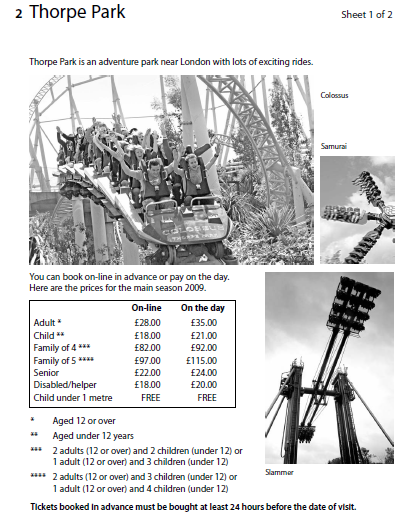 2 Thorpe Park
Sheet 1 of 2
Thorpe Park is an adventure park near London with lots of exciting rides.
Colossus
Samurai
You can book on-line in advance or pay on the day.
Here are the prices for the main season 2009.
On-line On the day
Adult * £28.00 £35.00
Child ** £18.00 £21.00
Family of 4 *** £82.00 £92.00
Family of 5 **** £97.00 £115.00
Senior £22.00 £24.00
Disabled/helper £18.00 £20.00
Child under 1 metre FREE FREE
* Aged 12 or over
** Aged under 12 years
*** 2 adults (12 or over) and 2 children (under 12) or
1 adult (12 or over) and 3 children (under 12)
**** 2 adults (12 or over) and 3 children (under 12) or
1 adult (12 or over) and 4 children (under 12)
Slammer
Tickets booked in advance must be bought at least 24 hours before the date of visit.